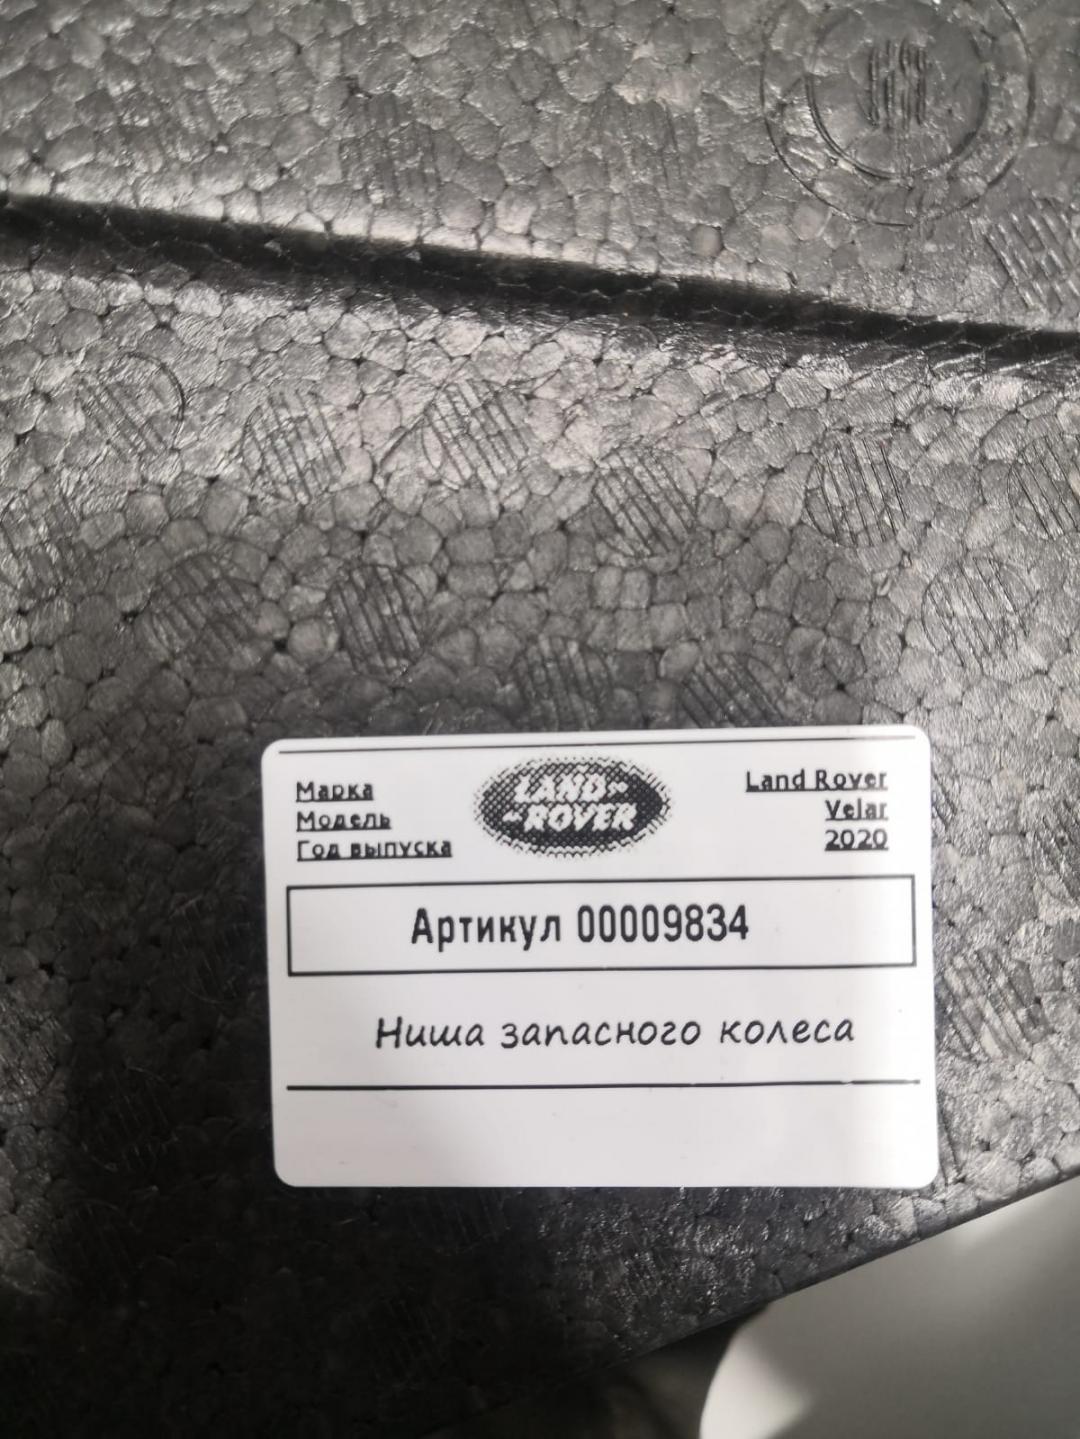 Марка
Модель
Год выпуска
LAND-
-ROVER
Land Rover
Velar
2020
Артикул 00009834
Ниша запасного колеса